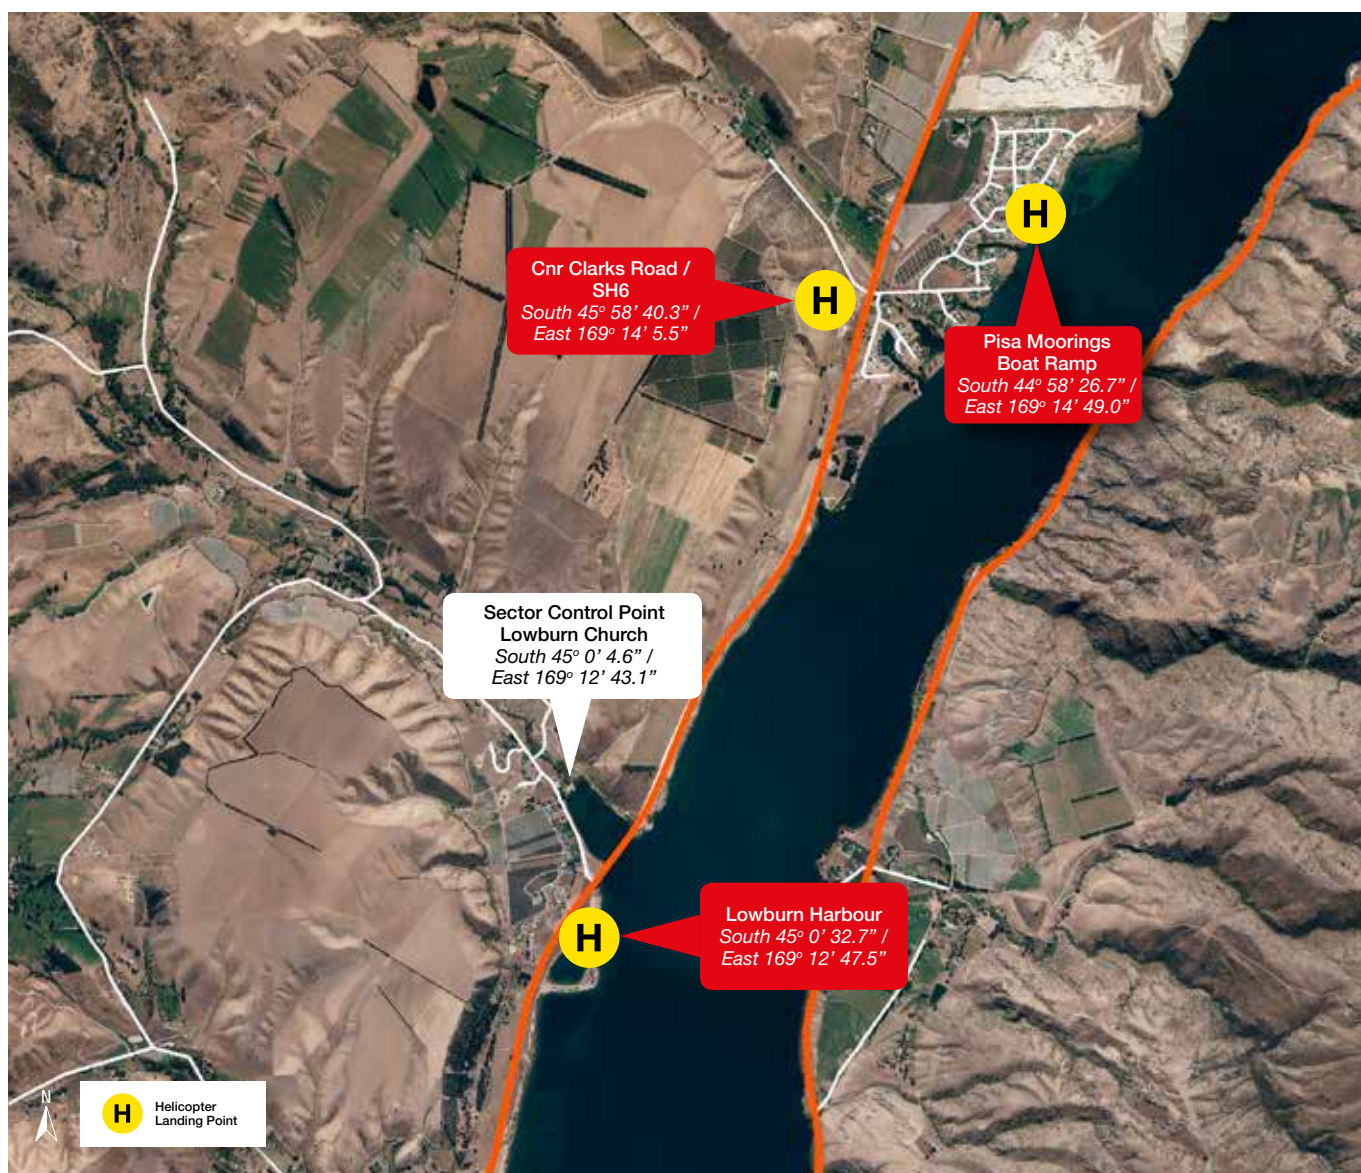 Cnr Clarks Road /
SH6
South 45º 58’ 40.3” /
East 169º 14’ 5.5”
H
H
Pisa Moorings
Boat Ramp
South 44º 58’ 26.7” /
East 169º 14’ 49.0”
Sector Control Point
Lowburn Church
South 45º 0’ 4.6” /
East 169º 12’ 43.1”
H
Lowburn Harbour
South 45º 0’ 32.7” /
East 169º 12’ 47.5”
N
H
Helicopter
Landing Point